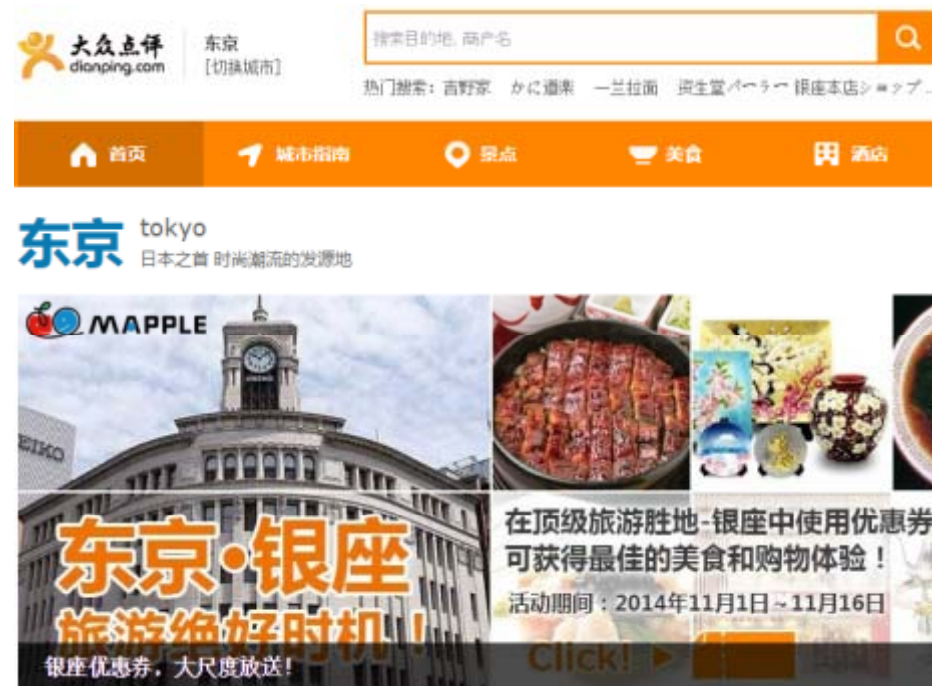 大众点评
dianping.com
东京
[切换城市]
搜索目的地, 商户名
热门搜索: 吉野家 かに道楽 一兰拉面 资生堂パーラー 银座本店ショップ ..
首页 城市指南 景点 美食 酒店
东京
tokyo
日本之首 时尚潮流的发源地
MAPPLE
SEIKO
EIKO
东京·银座
旅游绝好时机！
在顶级旅游胜地-银座中使用优惠券
可获得最佳的美食和购物体验！
活动期间：2014年11月1日~11月16日
Click!
银座优惠券，大尺度放送!